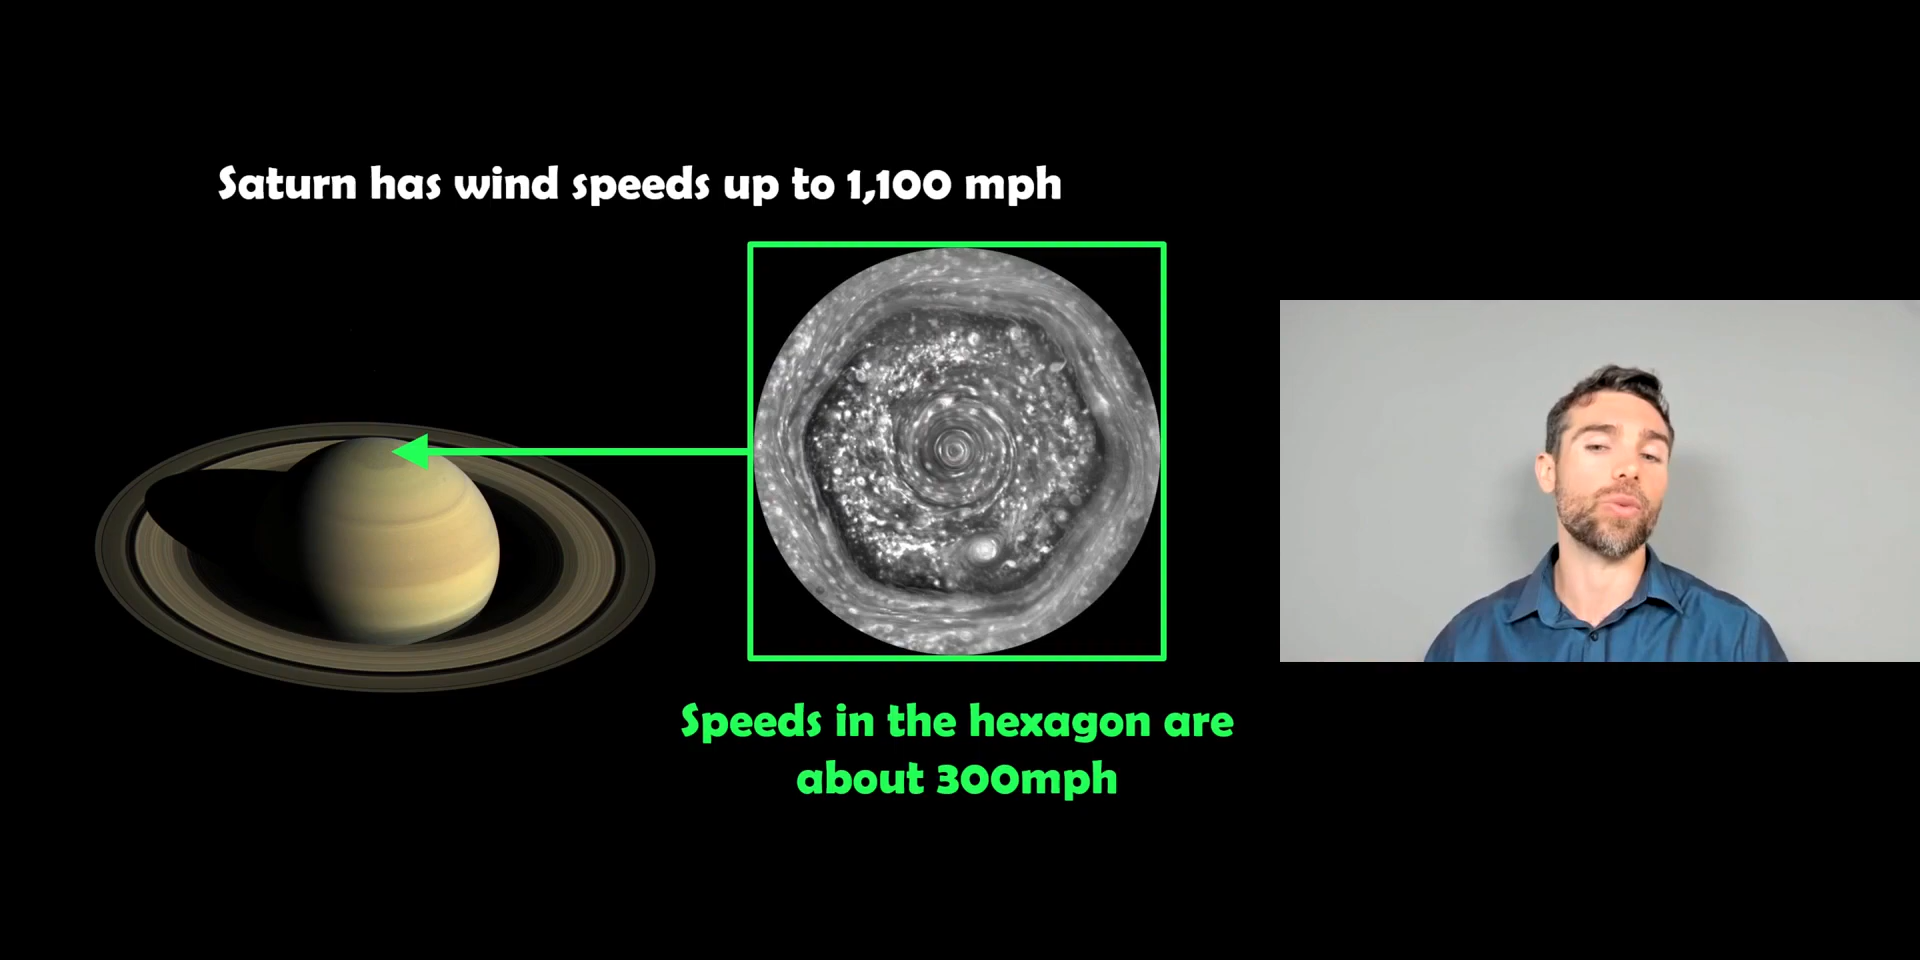 Saturn has wind speeds up to 1,100 mph
Speeds in the hexagon are
about 300mph